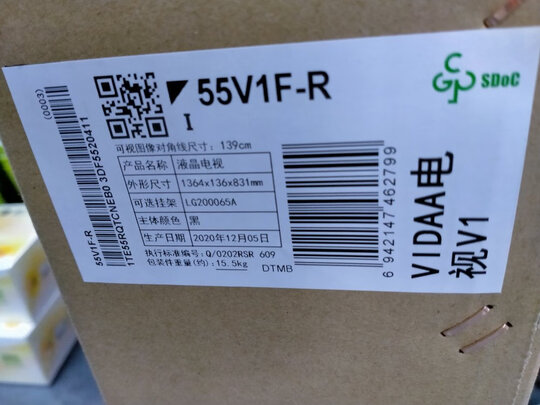 (0003)
55V1F-R
1TE55RQTCNEB0 3DF5520411
55V1F-R
I
可视图像对角线尺寸: 139cm
产品名称 液晶电视
外形尺寸 1364x136x831mm
可选挂架 LG200065A
主体颜色 黑
生产日期 2020年12月05日
执行标准编号: Q/0202RSR 609
包装件重量(约): 15.5kg
DTMB
6 942147 462799
CGP SDoC
VIDAA电
视V1